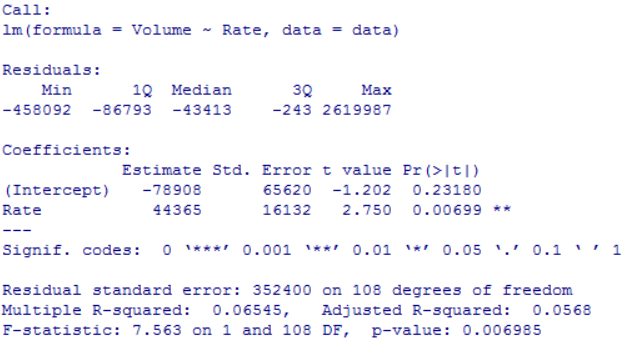 Call:
lm(formula = Volume ~ Rate, data = data)
Residuals:
    Min      1Q  Median      3Q     Max
-458092  -86793  -43413    -243 2619987
Coefficients:
            Estimate Std. Error t value Pr(>|t|)
(Intercept)   -78908      65620  -1.202  0.23180
Rate           44365      16132   2.750  0.00699 **
---
Signif. codes:  0 ‘***’ 0.001 ‘**’ 0.01 ‘*’ 0.05 ‘.’ 0.1 ‘ ’ 1
Residual standard error: 352400 on 108 degrees of freedom
Multiple R-squared:  0.06545,   Adjusted R-squared:  0.0568
F-statistic: 7.563 on 1 and 108 DF,  p-value: 0.006985